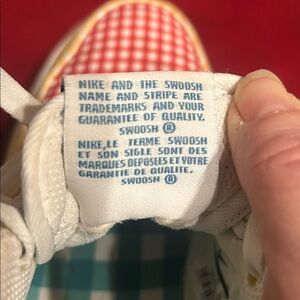 NIKE AND THE SWOOSH
NAME AND STRIPE ARE
TRADEMARKS AND YOUR
GUARANTEE OF QUALITY.
SWOOSH ®
NIKE, LE TERME SWOOSH
ET SON SIGLE SONT DES
MARQUES DEPOSÉES ET VOTRE
GARANTIE DE QUALITE.
SWOOSH ®